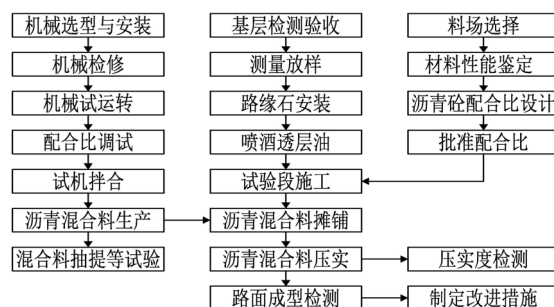 机械选型与安装
基层检测验收
料场选择
机械检修
测量放样
材料性能鉴定
机械试运转
路缘石安装
沥青砼配合比设计
配合比调试
喷洒透层油
批准配合比
试机拌合
试验段施工
沥青混合料生产
沥青混合料摊铺
混合料抽提等试验
沥青混合料压实
压实度检测
路面成型检测
制定改进措施